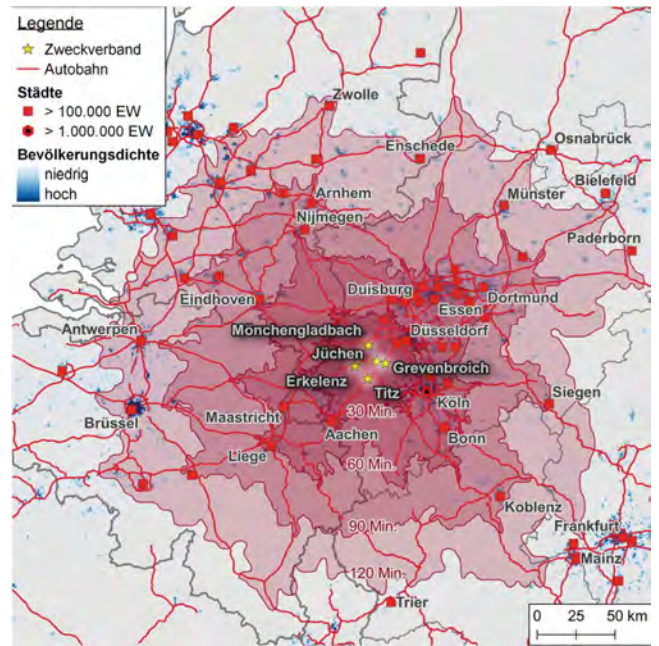 Legende
Zweckverband
Autobahn
Städte
> 100.000 EW
> 1.000.000 EW
Bevölkerungsdichte
niedrig
hoch
Zwolle
Enschede
Osnabrück
Bielefeld
Arnhem
Münster
Nijmegen
Paderborn
Duisburg
Eindhoven
Essen
Dortmund
Mönchengladbach
Düsseldorf
Antwerpen
Jüchen
Grevenbroich
Erkelenz
Titz
Siegen
Köln
30 Min.
Brüssel
Maastricht
Aachen
Bonn
Liege
60 Min.
Koblenz
90 Min.
Frankfurt
Mainz
120 Min.
Trier
0 25 50 km